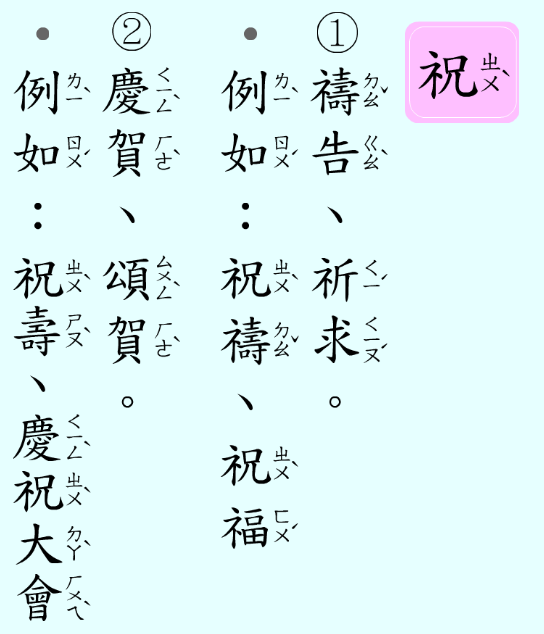 祝ㄓㄨˋ
①
禱ㄉㄠˇ告ㄍㄠˋ、祈ㄑㄧˊ求ㄑㄧㄡˊ。
•
例ㄌㄧˋ如ㄖㄨˊ：祝ㄓㄨˋ禱ㄉㄠˇ、祝ㄓㄨˋ福ㄈㄨˊ
②
慶ㄑㄧㄥˋ賀ㄏㄜˋ、頌ㄙㄨㄥˋ賀ㄏㄜˋ。
•
例ㄌㄧˋ如ㄖㄨˊ：祝ㄓㄨˋ壽ㄕㄡˋ、慶ㄑㄧㄥˋ祝ㄓㄨˋ大ㄉㄚˋ會ㄏㄨㄟˋ